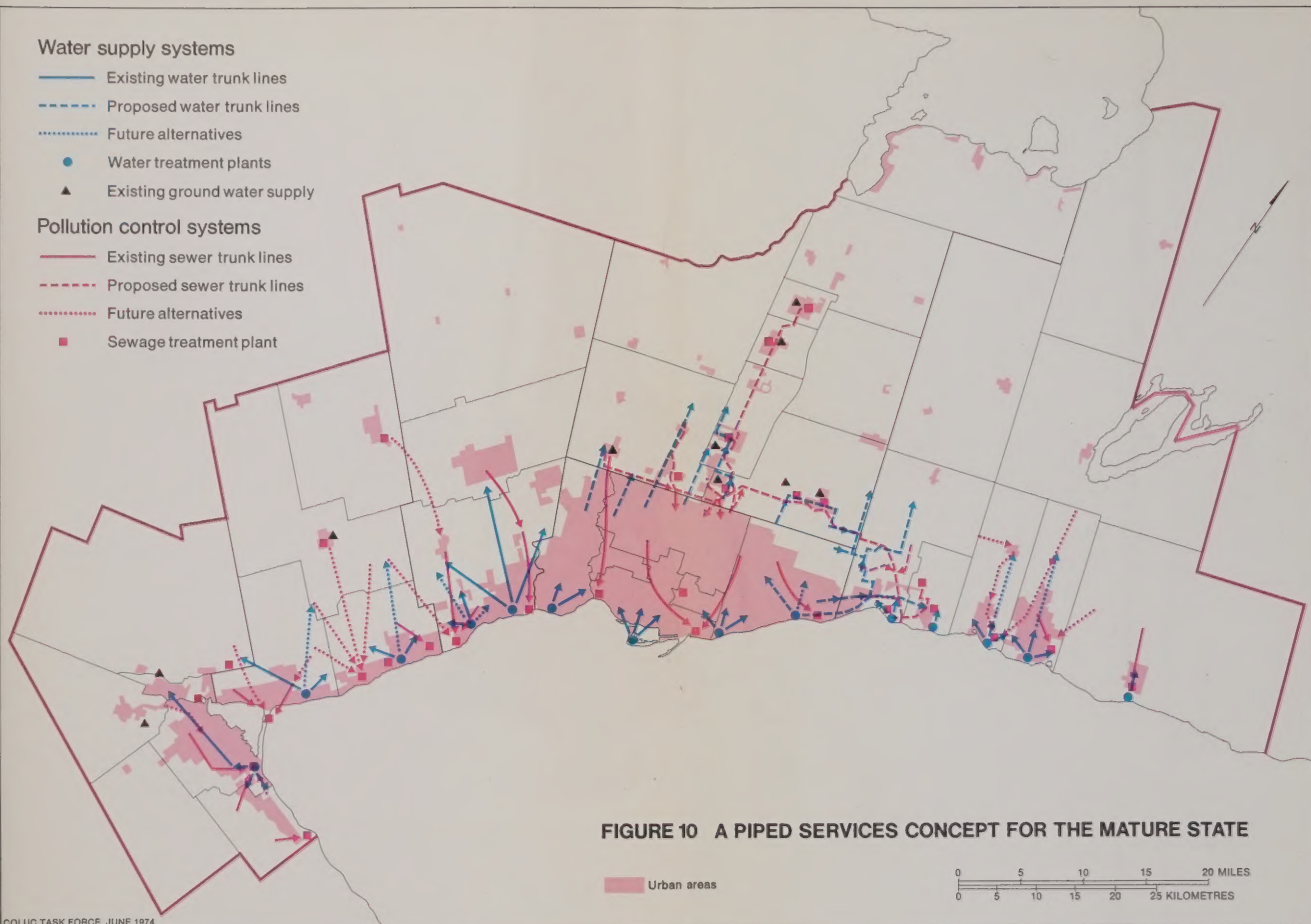 Water supply systems
Existing water trunk lines
Proposed water trunk lines
Future alternatives
Water treatment plants
Existing ground water supply
Pollution control systems
Existing sewer trunk lines
Proposed sewer trunk lines
Future alternatives
Sewage treatment plant
N
FIGURE 10 A PIPED SERVICES CONCEPT FOR THE MATURE STATE
Urban areas
0 5 10 15 20 MILES
0 5 10 15 20 25 KILOMETRES
COLUC TASK FORCE, JUNE 1974